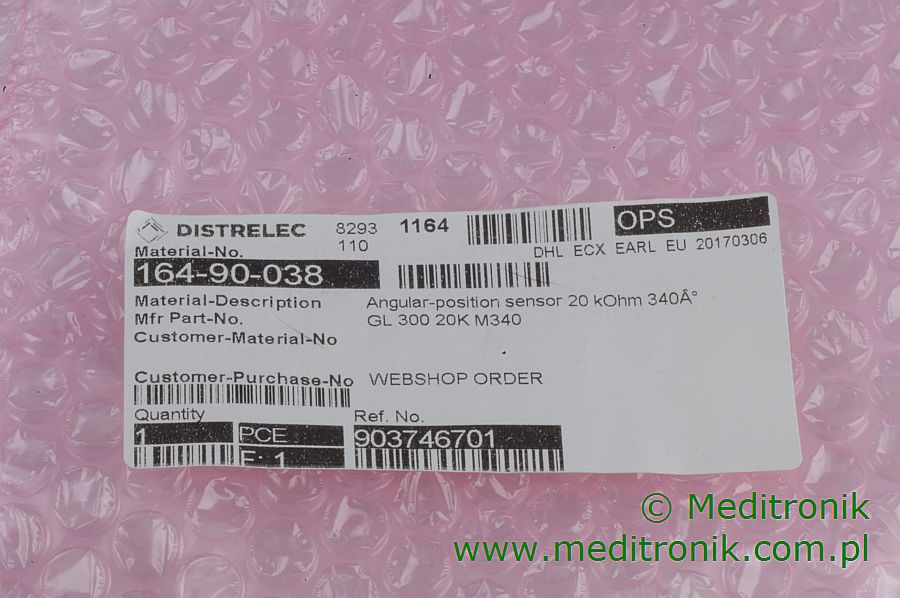 DISTRELEC 8293 1164 OPS
110 DHL ECX EARL EU 20170306
Material-No.
164-90-038
Material-Description Angular-position sensor 20 kOhm 340Â°
Mfr Part-No. GL 300 20K M340
Customer-Material-No
Customer-Purchase-No WEBSHOP ORDER
Quantity Ref. No.
1 PCE 903746701
E: 1
© Meditronik
www.meditronik.com.pl